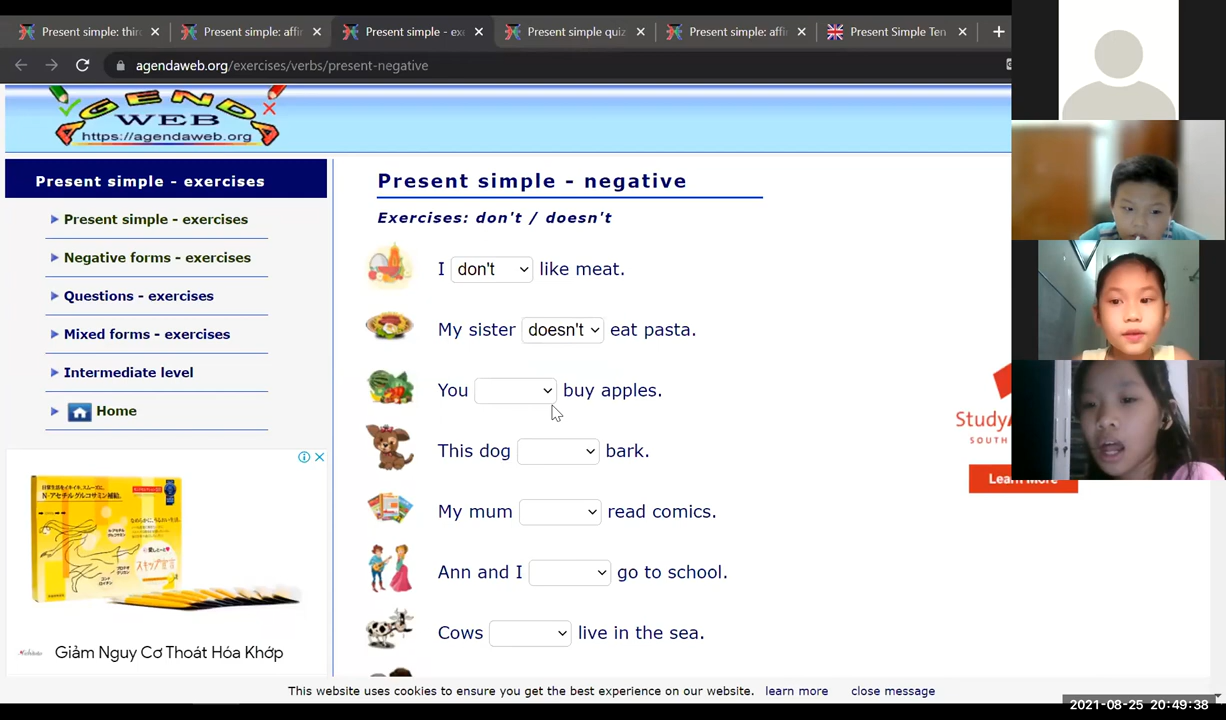 Present simple: thir
Present simple: affir
Present simple - exe
Present simple quiz
Present simple: affir
Present Simple Ten
agendaweb.org/exercises/verbs/present-negative
AGENDA
WEB
https://agendaweb.org
Present simple - exercises
Present simple - exercises
Negative forms - exercises
Questions - exercises
Mixed forms - exercises
Intermediate level
Home
Present simple - negative
Exercises: don't / doesn't
I don't like meat.
My sister doesn't eat pasta.
You buy apples.
This dog bark.
My mum read comics.
Ann and I go to school.
Cows live in the sea.
Giảm Nguy Cơ Thoát Hóa Khớp
SOUTH
Learn More
This website uses cookies to ensure you get the best experience on our website. learn more close message
2021-08-25 20:49:38